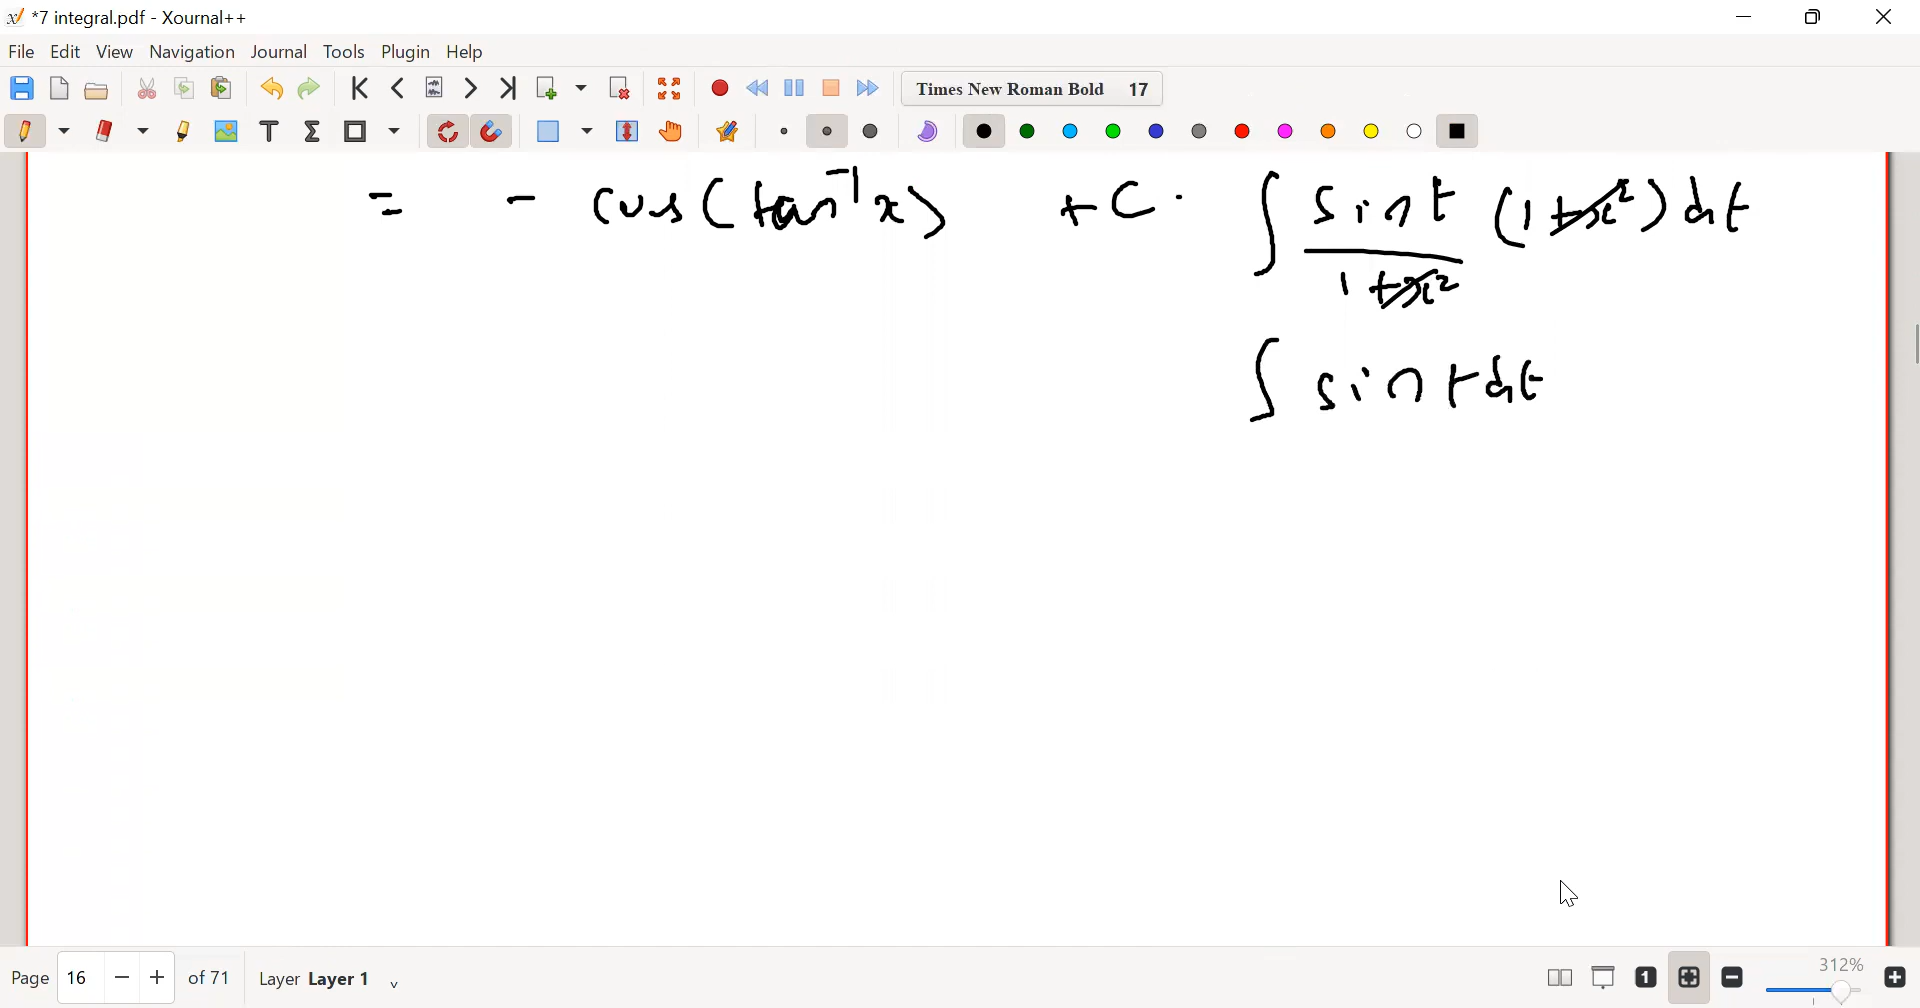 *7 integral.pdf - Xournal++
File Edit View Navigation Journal Tools Plugin Help
Times New Roman Bold 17
= - cos(tan⁻¹x) + C. ∫ sin t (1+x²) dt
1+x²
∫ sin t dt
Page 16 of 71 Layer Layer 1 312%